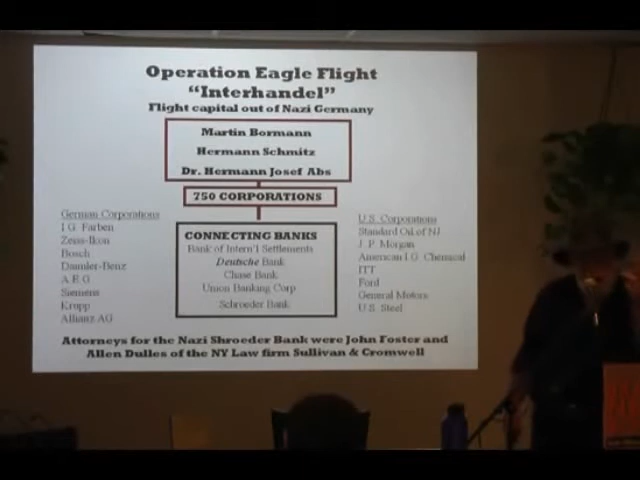 Operation Eagle Flight
"Interhandel"
Flight capital out of Nazi Germany
Martin Bormann
Hermann Schmitz
Dr. Hermann Josef Abs
750 CORPORATIONS
German Corporations
I.G. Farben
Zeiss-Ikon
Bosch
Daimler-Benz
A E G
Siemens
Krupp
Allianz AG
CONNECTING BANKS
Bank of Intern'l Settlements
Deutsche Bank
Chase Bank
Union Banking Corp
Schroeder Bank
U.S. Corporations
Standard Oil of NJ
J. P. Morgan
American I.G. Chemical
ITT
Ford
General Motors
U.S. Steel
Attorneys for the Nazi Shroeder Bank were John Foster and
Allen Dulles of the NY Law firm Sullivan & Cromwell